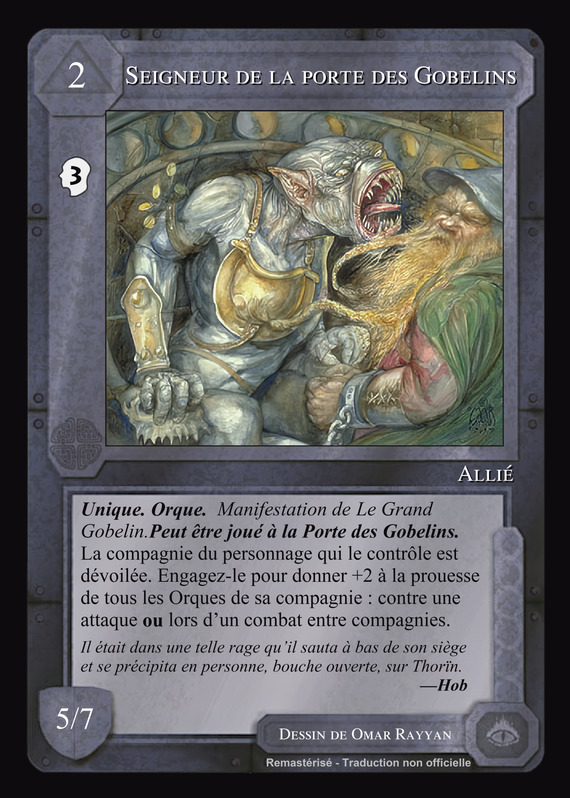 2
SEIGNEUR DE LA PORTE DES GOBELINS
3
ALLIÉ
Unique. Orque. Manifestation de Le Grand
Gobelin.Peut être joué à la Porte des Gobelins.
La compagnie du personnage qui le contrôle est
dévoilée. Engagez-le pour donner +2 à la prouesse
de tous les Orques de sa compagnie : contre une
attaque ou lors d'un combat entre compagnies.
Il était dans une telle rage qu'il sauta à bas de son siège
et se précipita en personne, bouche ouverte, sur Thorïn.
—Hob
5/7
DESSIN DE OMAR RAYYAN
Remastérisé - Traduction non officielle